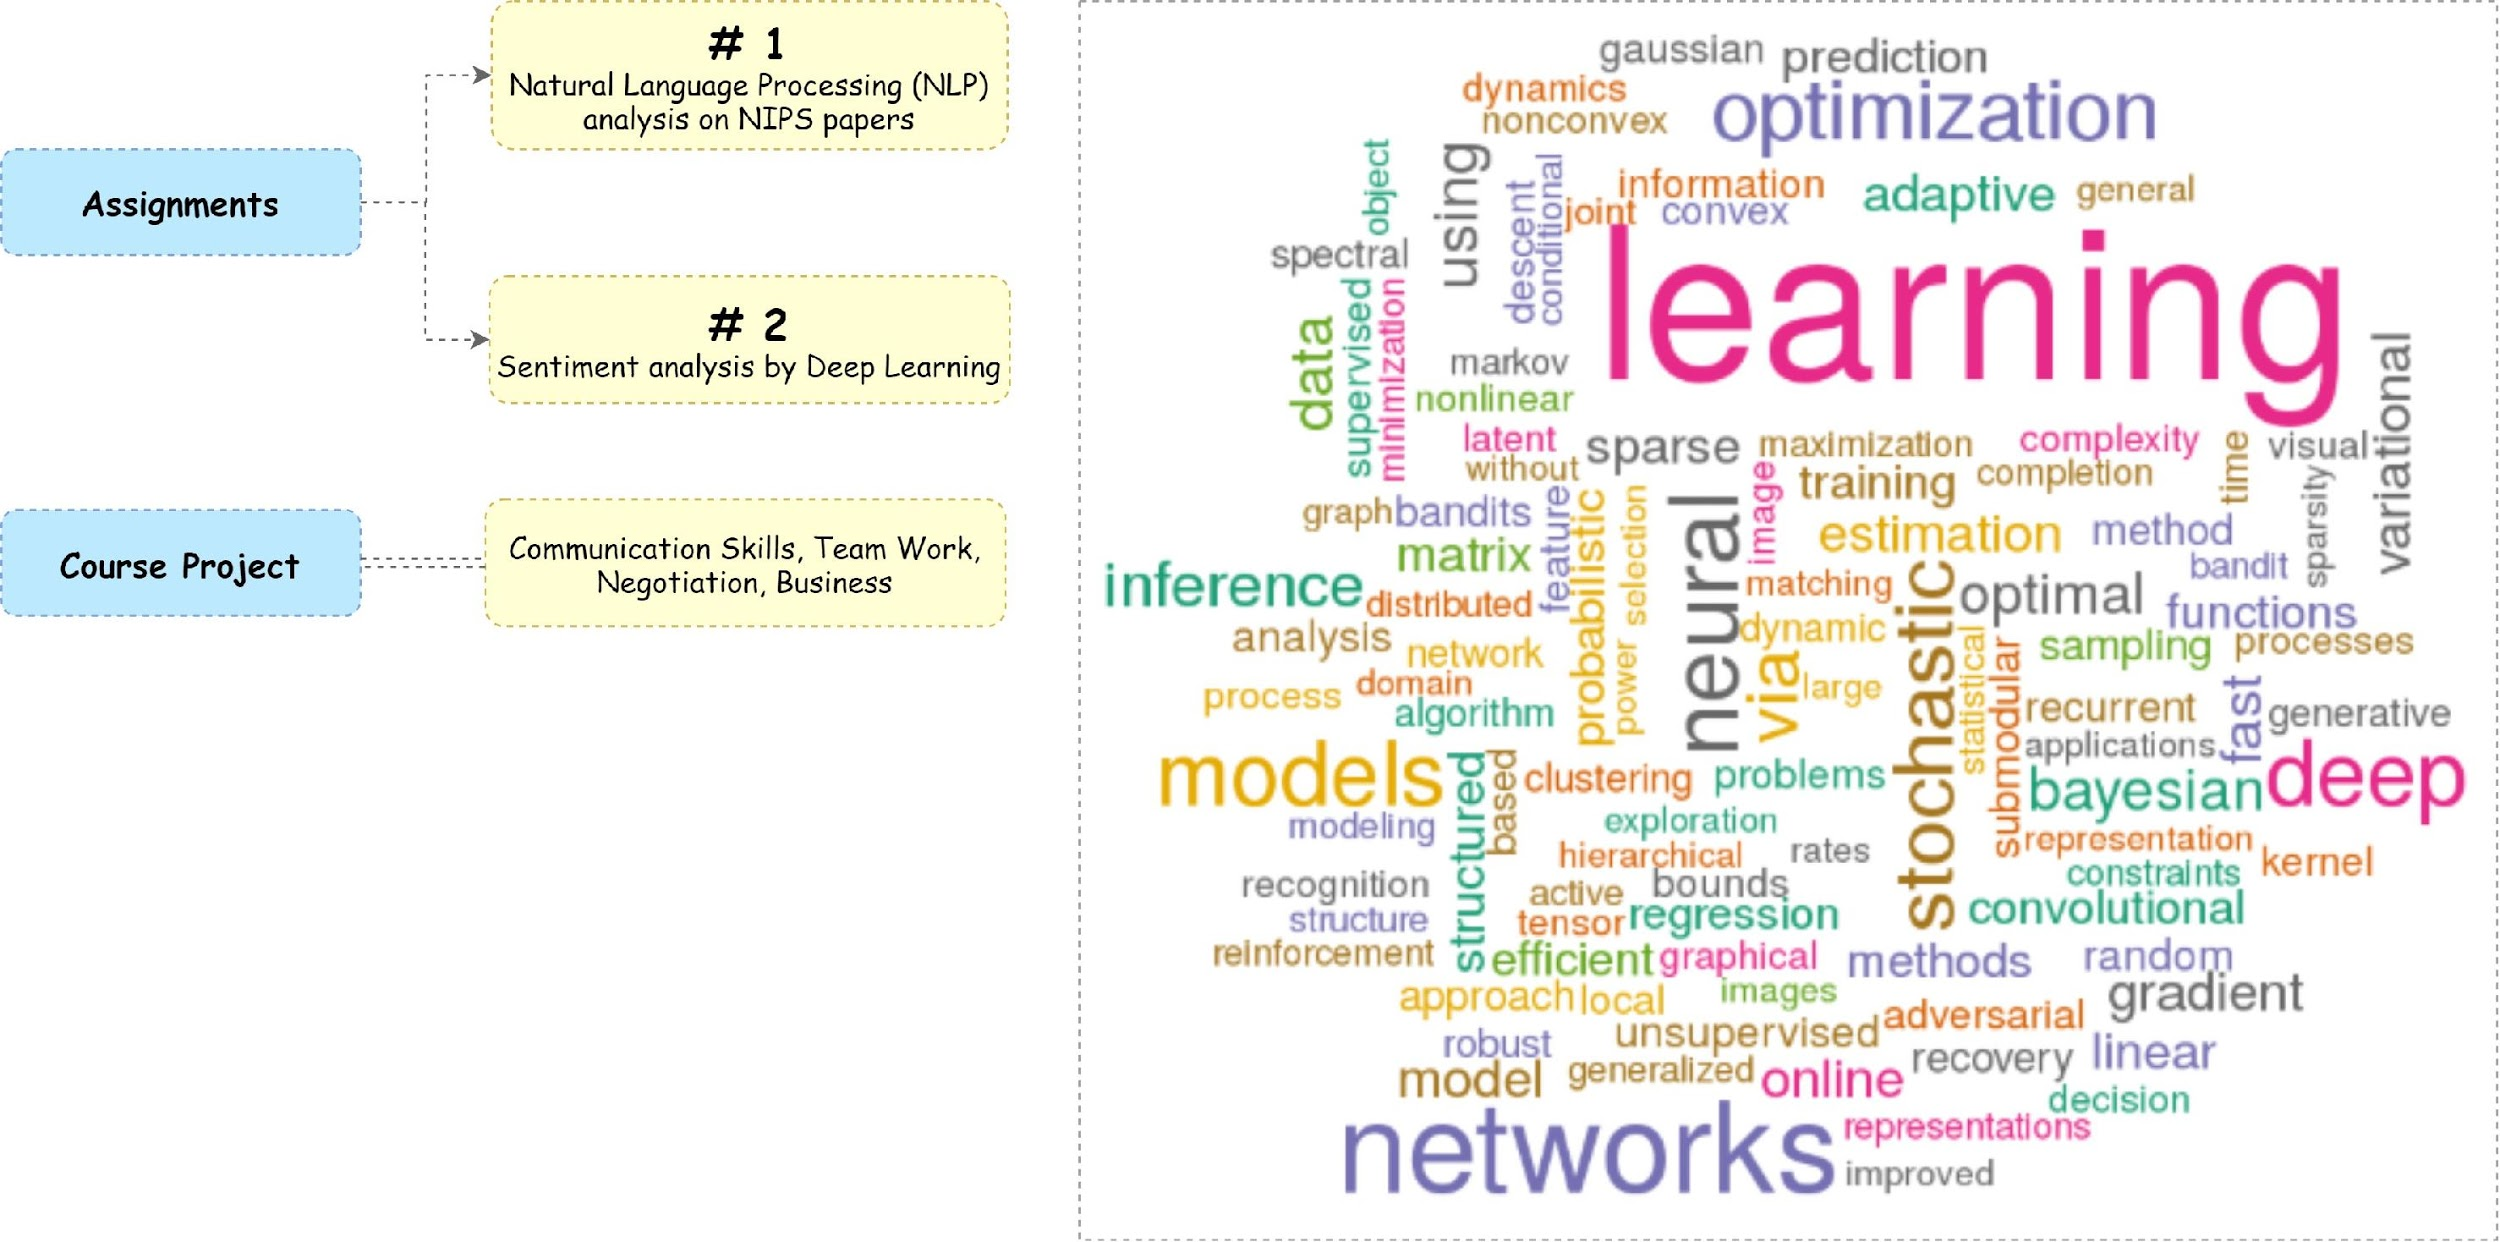 # 1
Natural Language Processing (NLP)
analysis on NIPS papers
Assignments
# 2
Sentiment analysis by Deep Learning
Course Project
Communication Skills, Team Work,
Negotiation, Business
gaussian
prediction
dynamics
optimization
nonconvex
object
using
descent
conditional
information
adaptive
general
joint
convex
spectral
learning
data
supervised
minimization
markov
nonlinear
variational
latent
sparse
maximization
complexity
time
visual
without
image
training
completion
sparsity
graph
bandits
feature
probabilistic
selection
neural
estimation
method
matrix
bandit
inference
distributed
matching
stochastic
optimal
functions
analysis
network
dynamic
statistical
submodular
sampling
processes
process
domain
power
via
large
fast
algorithm
recurrent
generative
applications
models
structured
based
clustering
problems
bayesian
deep
modeling
exploration
hierarchical
rates
representation
kernel
recognition
active
bounds
constraints
structure
tensor
regression
convolutional
reinforcement
efficient
graphical
methods
random
approach
local
images
gradient
adversarial
robust
unsupervised
recovery
linear
model
generalized
online
decision
networks
representations
improved